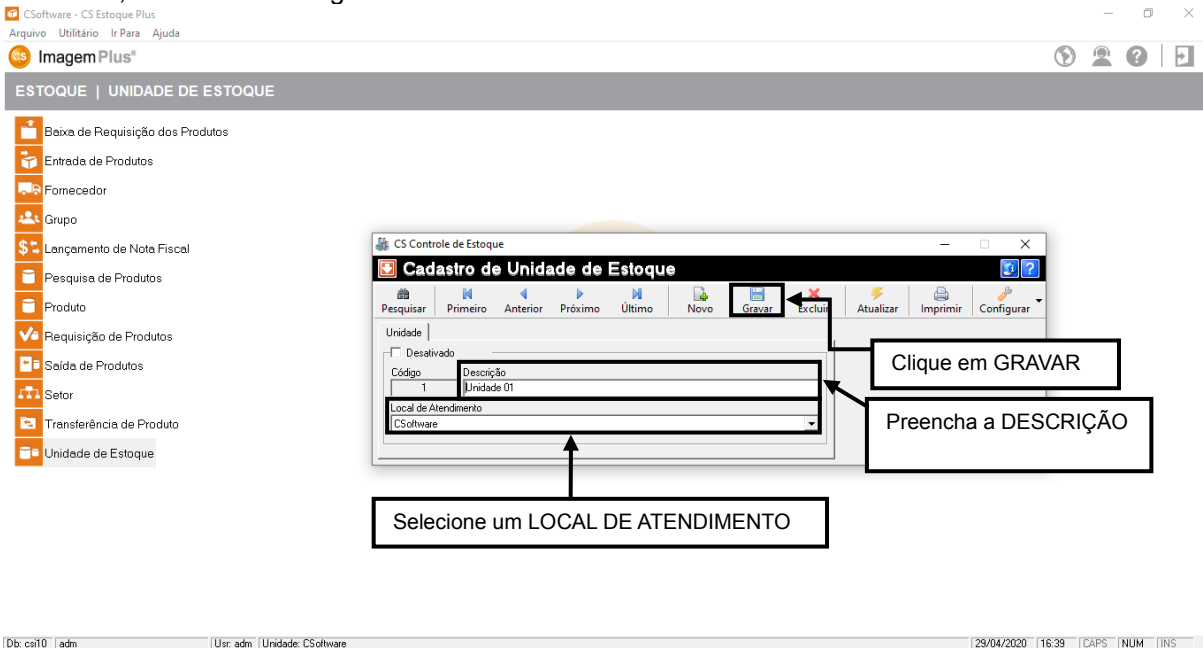 CSoftware - CS Estoque Plus
Arquivo Utilitário Ir Para Ajuda
CS ImagemPlus®
ESTOQUE | UNIDADE DE ESTOQUE
Baixa de Requisição dos Produtos
Entrada de Produtos
Fornecedor
Grupo
Lançamento de Nota Fiscal
Pesquisa de Produtos
Produto
Requisição de Produtos
Saída de Produtos
Setor
Transferência de Produto
Unidade de Estoque
CS Controle de Estoque
Cadastro de Unidade de Estoque
Pesquisar Primeiro Anterior Próximo Último Novo Gravar Excluir Atualizar Imprimir Configurar
Unidade
Desativado
Código Descrição
1 Unidade 01
Local de Atendimento
CSoftware
Clique em GRAVAR
Preencha a DESCRIÇÃO
Selecione um LOCAL DE ATENDIMENTO
Db: csi10 adm Usr: adm Unidade: CSoftware 29/04/2020 16:39 CAPS NUM INS